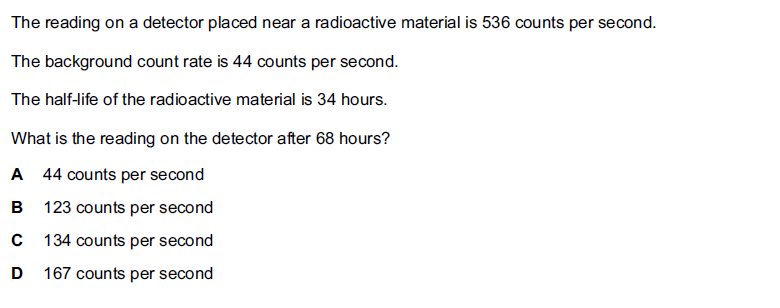 The reading on a detector placed near a radioactive material is 536 counts per second.
The background count rate is 44 counts per second.
The half-life of the radioactive material is 34 hours.
What is the reading on the detector after 68 hours?
A 44 counts per second
B 123 counts per second
C 134 counts per second
D 167 counts per second